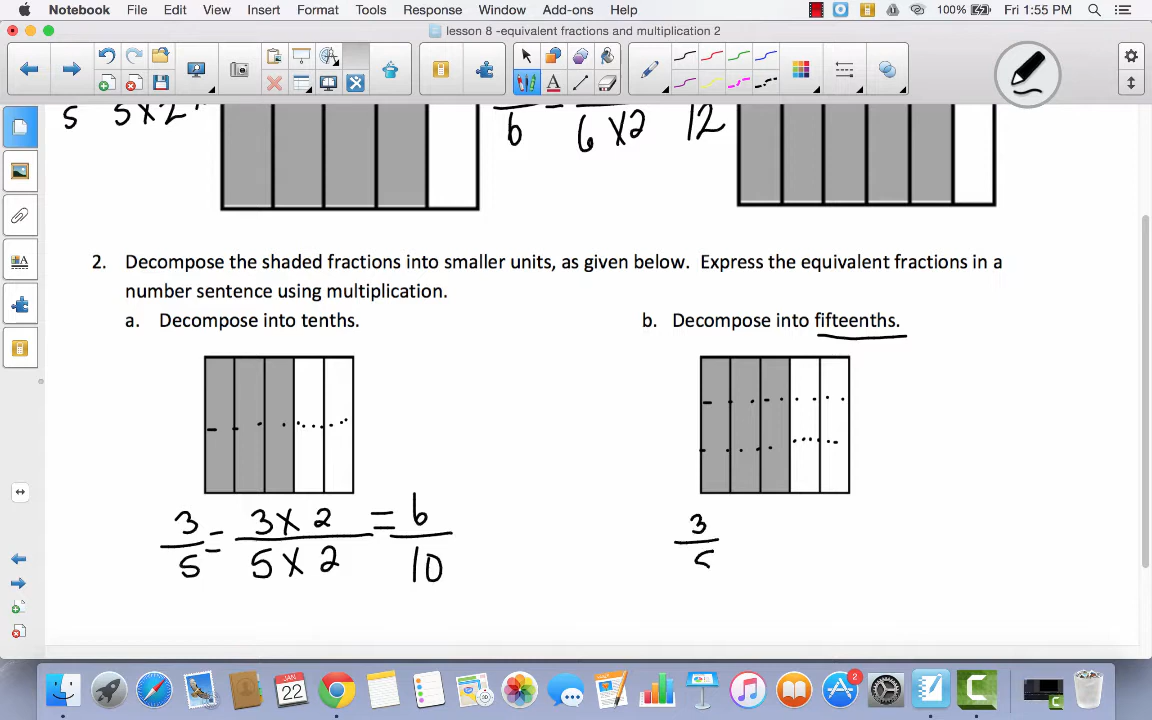 Notebook File Edit View Insert Format Tools Response Window Add-ons Help 100% Fri 1:55 PM
lesson 8 -equivalent fractions and multiplication 2
A
A
5 5 X 2 6 = 6 X2 12
2. Decompose the shaded fractions into smaller units, as given below. Express the equivalent fractions in a
number sentence using multiplication.
a. Decompose into tenths. b. Decompose into fifteenths.
3/5 = 3 X 2/5 X 2 = 6/10
3/5
JAN
22
2